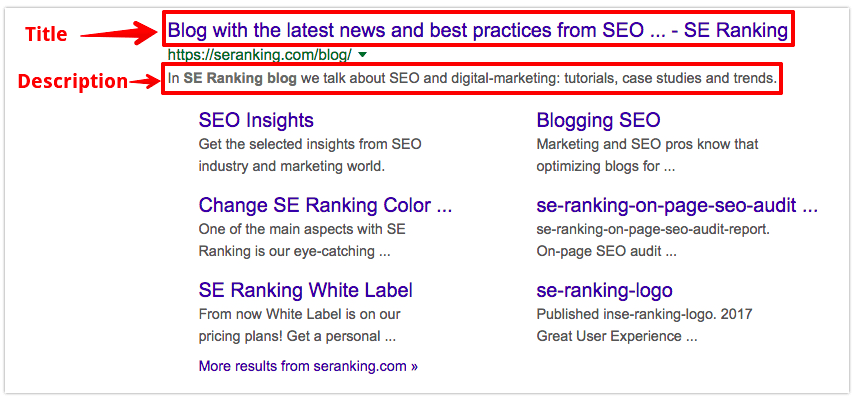 Title
Blog with the latest news and best practices from SEO ... - SE Ranking
https://seranking.com/blog/
Description
In SE Ranking blog we talk about SEO and digital-marketing: tutorials, case studies and trends.
SEO Insights
Get the selected insights from SEO
industry and marketing world.
Blogging SEO
Marketing and SEO pros know that
optimizing blogs for ...
Change SE Ranking Color ...
One of the main aspects with SE
Ranking is our eye-catching ...
se-ranking-on-page-seo-audit ...
se-ranking-on-page-seo-audit-report.
On-page SEO audit ...
SE Ranking White Label
From now White Label is on our
pricing plans! Get a personal ...
se-ranking-logo
Published inse-ranking-logo. 2017
Great User Experience ...
More results from seranking.com »